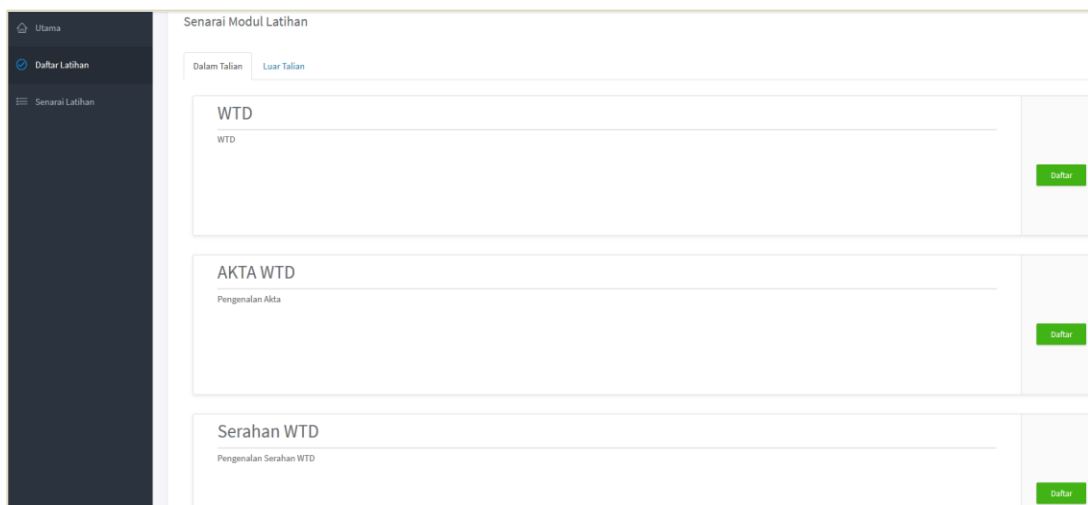 Utama
Daftar Latihan
Senarai Latihan
Senarai Modul Latihan
Dalam Talian
Luar Talian
WTD
WTD
Daftar
AKTA WTD
Pengenalan Akta
Daftar
Serahan WTD
Pengenalan Serahan WTD
Daftar